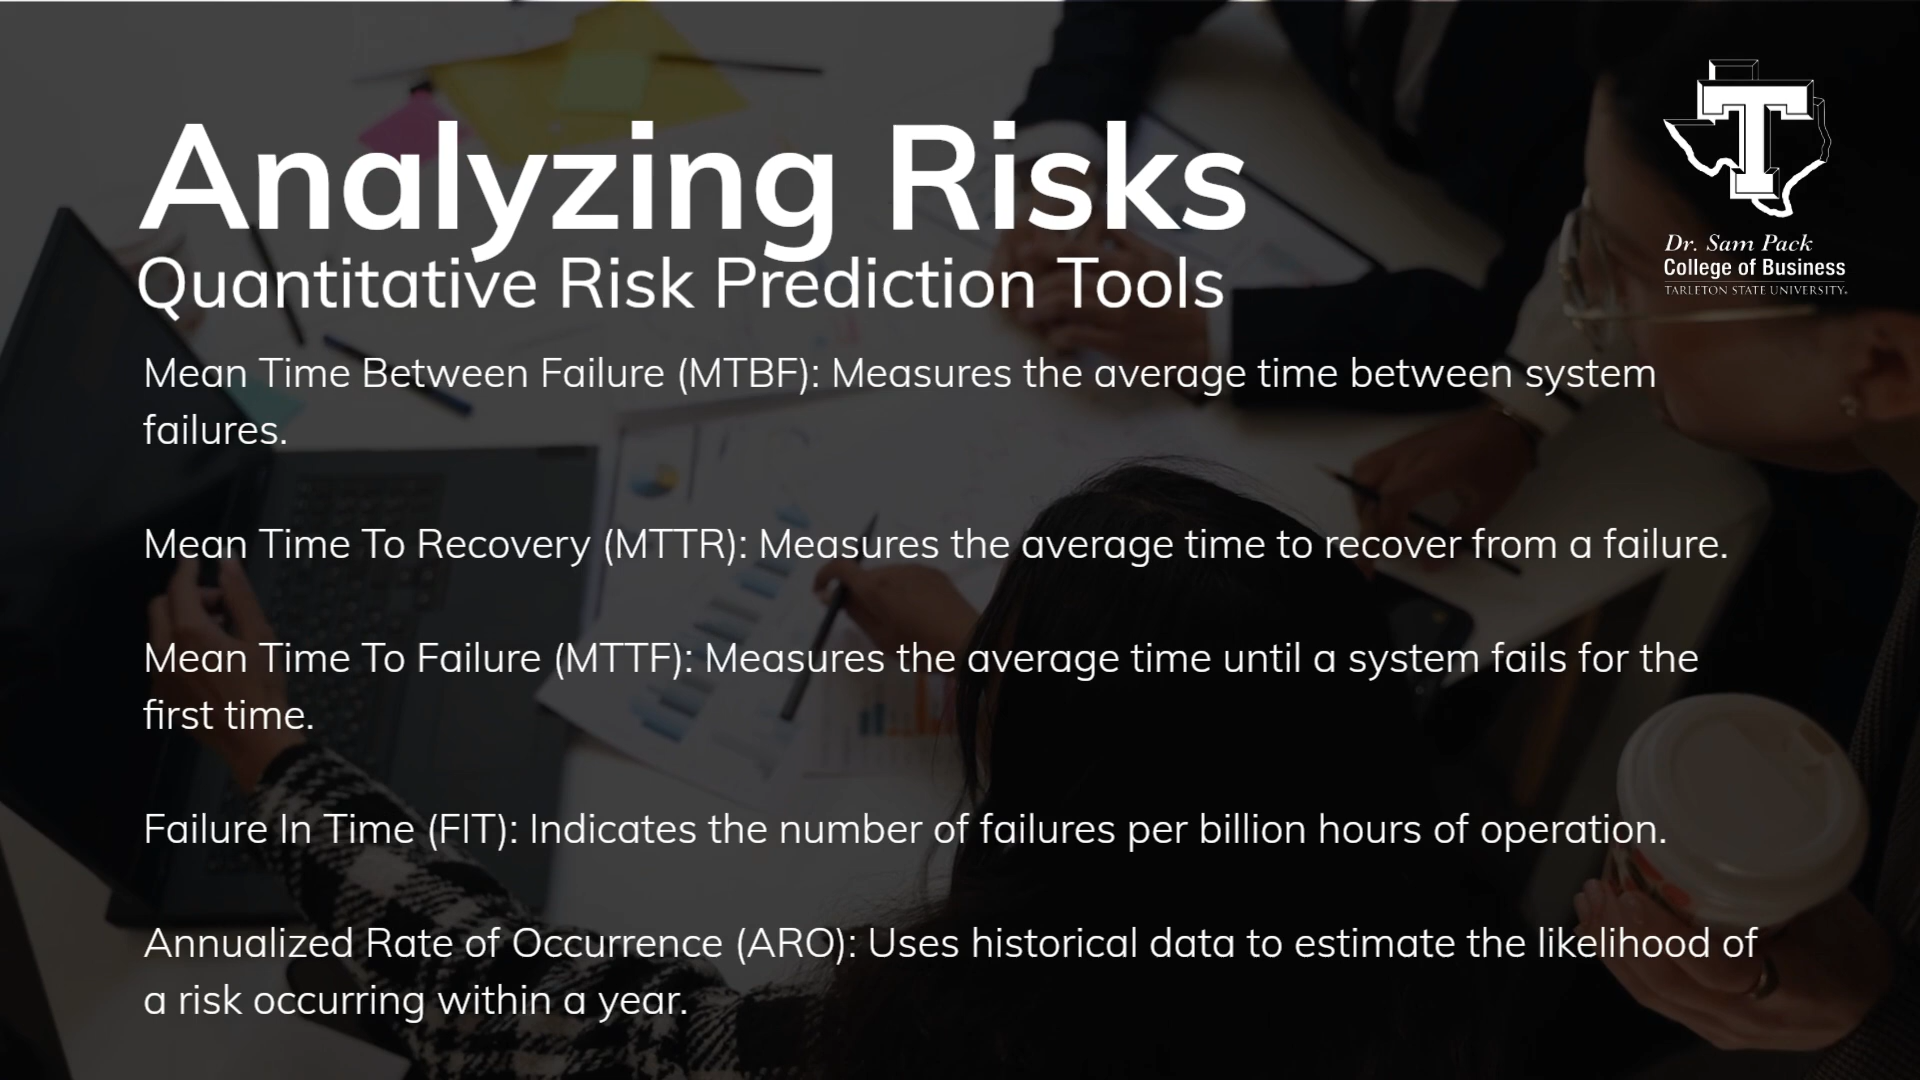 Analyzing Risks
Quantitative Risk Prediction Tools
T
Dr. Sam Pack
College of Business
TARLETON STATE UNIVERSITY®
Mean Time Between Failure (MTBF): Measures the average time between system
failures.
Mean Time To Recovery (MTTR): Measures the average time to recover from a failure.
Mean Time To Failure (MTTF): Measures the average time until a system fails for the
first time.
Failure In Time (FIT): Indicates the number of failures per billion hours of operation.
Annualized Rate of Occurrence (ARO): Uses historical data to estimate the likelihood of
a risk occurring within a year.